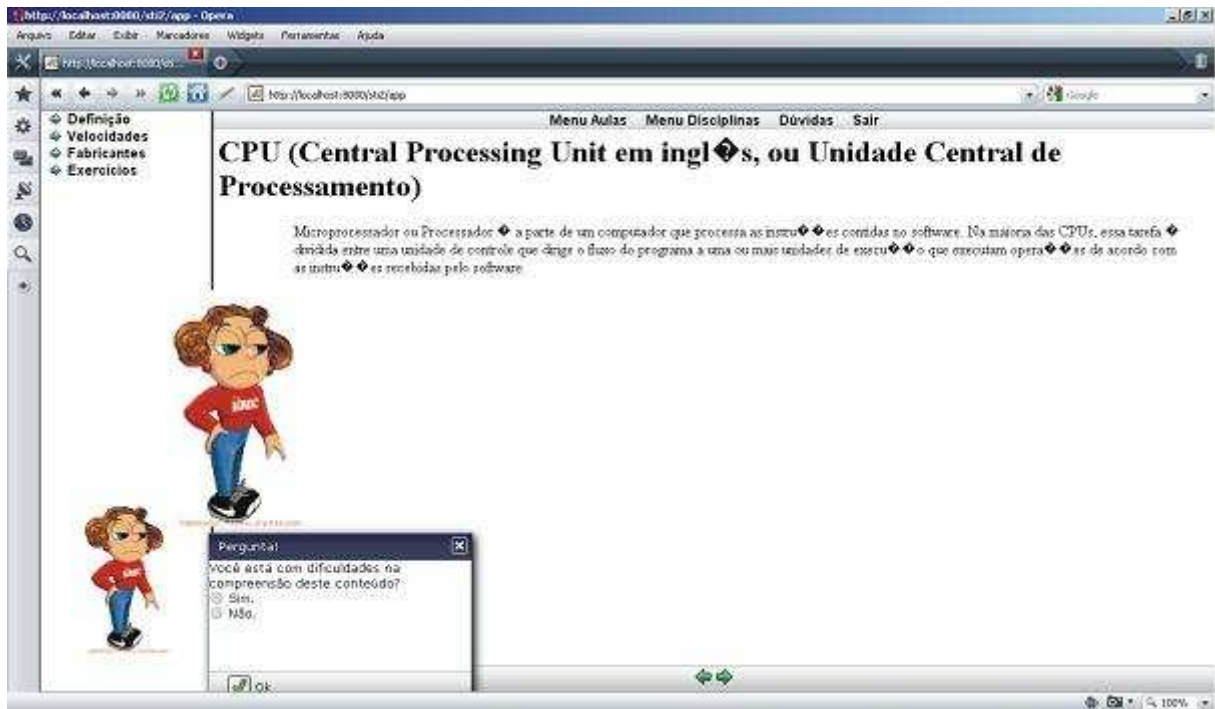 http://localhost:8080/sti2/app - Opera
Arquivo Editar Exibir Marcadores Widgets Ferramentas Ajuda
http://localhost:8080/sti...
http://localhost:8080/sti2/app
Google
Definição
Velocidades
Fabricantes
Exercícios
Menu Aulas Menu Disciplinas Dúvidas Sair
CPU (Central Processing Unit em ingl�s, ou Unidade Central de
Processamento)
Microprocessador ou Processador � a parte de um computador que processa as instru��es contidas no software. Na maioria das CPUs, essa tarefa �
dividida entre uma unidade de controle que dirige o fluxo do programa a uma ou mais unidades de execu��o que executam opera��es de acordo com
as instru��es recebidas pelo software
Pergunta!
Você está com dificuldades na
compreensão deste conteúdo?
Sim.
Não.
Ok
100%